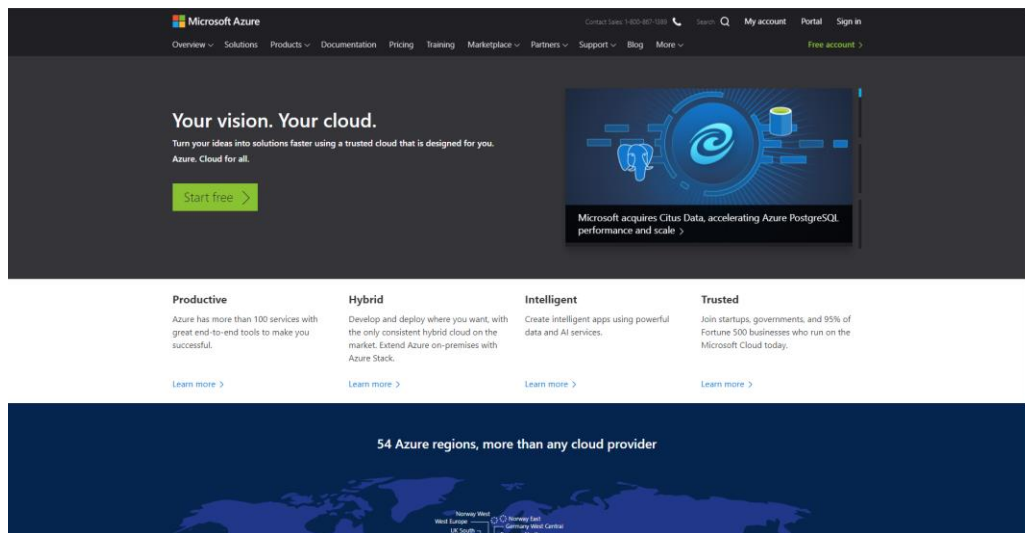 Microsoft Azure
Contact Sales 1-800-867-1389
Search
My account
Portal
Sign in
Overview
Solutions
Products
Documentation
Pricing
Training
Marketplace
Partners
Support
Blog
More
Free account >
Your vision. Your cloud.
Turn your ideas into solutions faster using a trusted cloud that is designed for you.
Azure. Cloud for all.
Start free >
Microsoft acquires Citus Data, accelerating Azure PostgreSQL
performance and scale >
Productive
Azure has more than 100 services with
great end-to-end tools to make you
successful.
Learn more >
Hybrid
Develop and deploy where you want, with
the only consistent hybrid cloud on the
market. Extend Azure on-premises with
Azure Stack.
Learn more >
Intelligent
Create intelligent apps using powerful
data and AI services.
Learn more >
Trusted
Join startups, governments, and 95% of
Fortune 500 businesses who run on the
Microsoft Cloud today.
Learn more >
54 Azure regions, more than any cloud provider
Norway West
West Europe
UK South
Norway East
Germany West Central